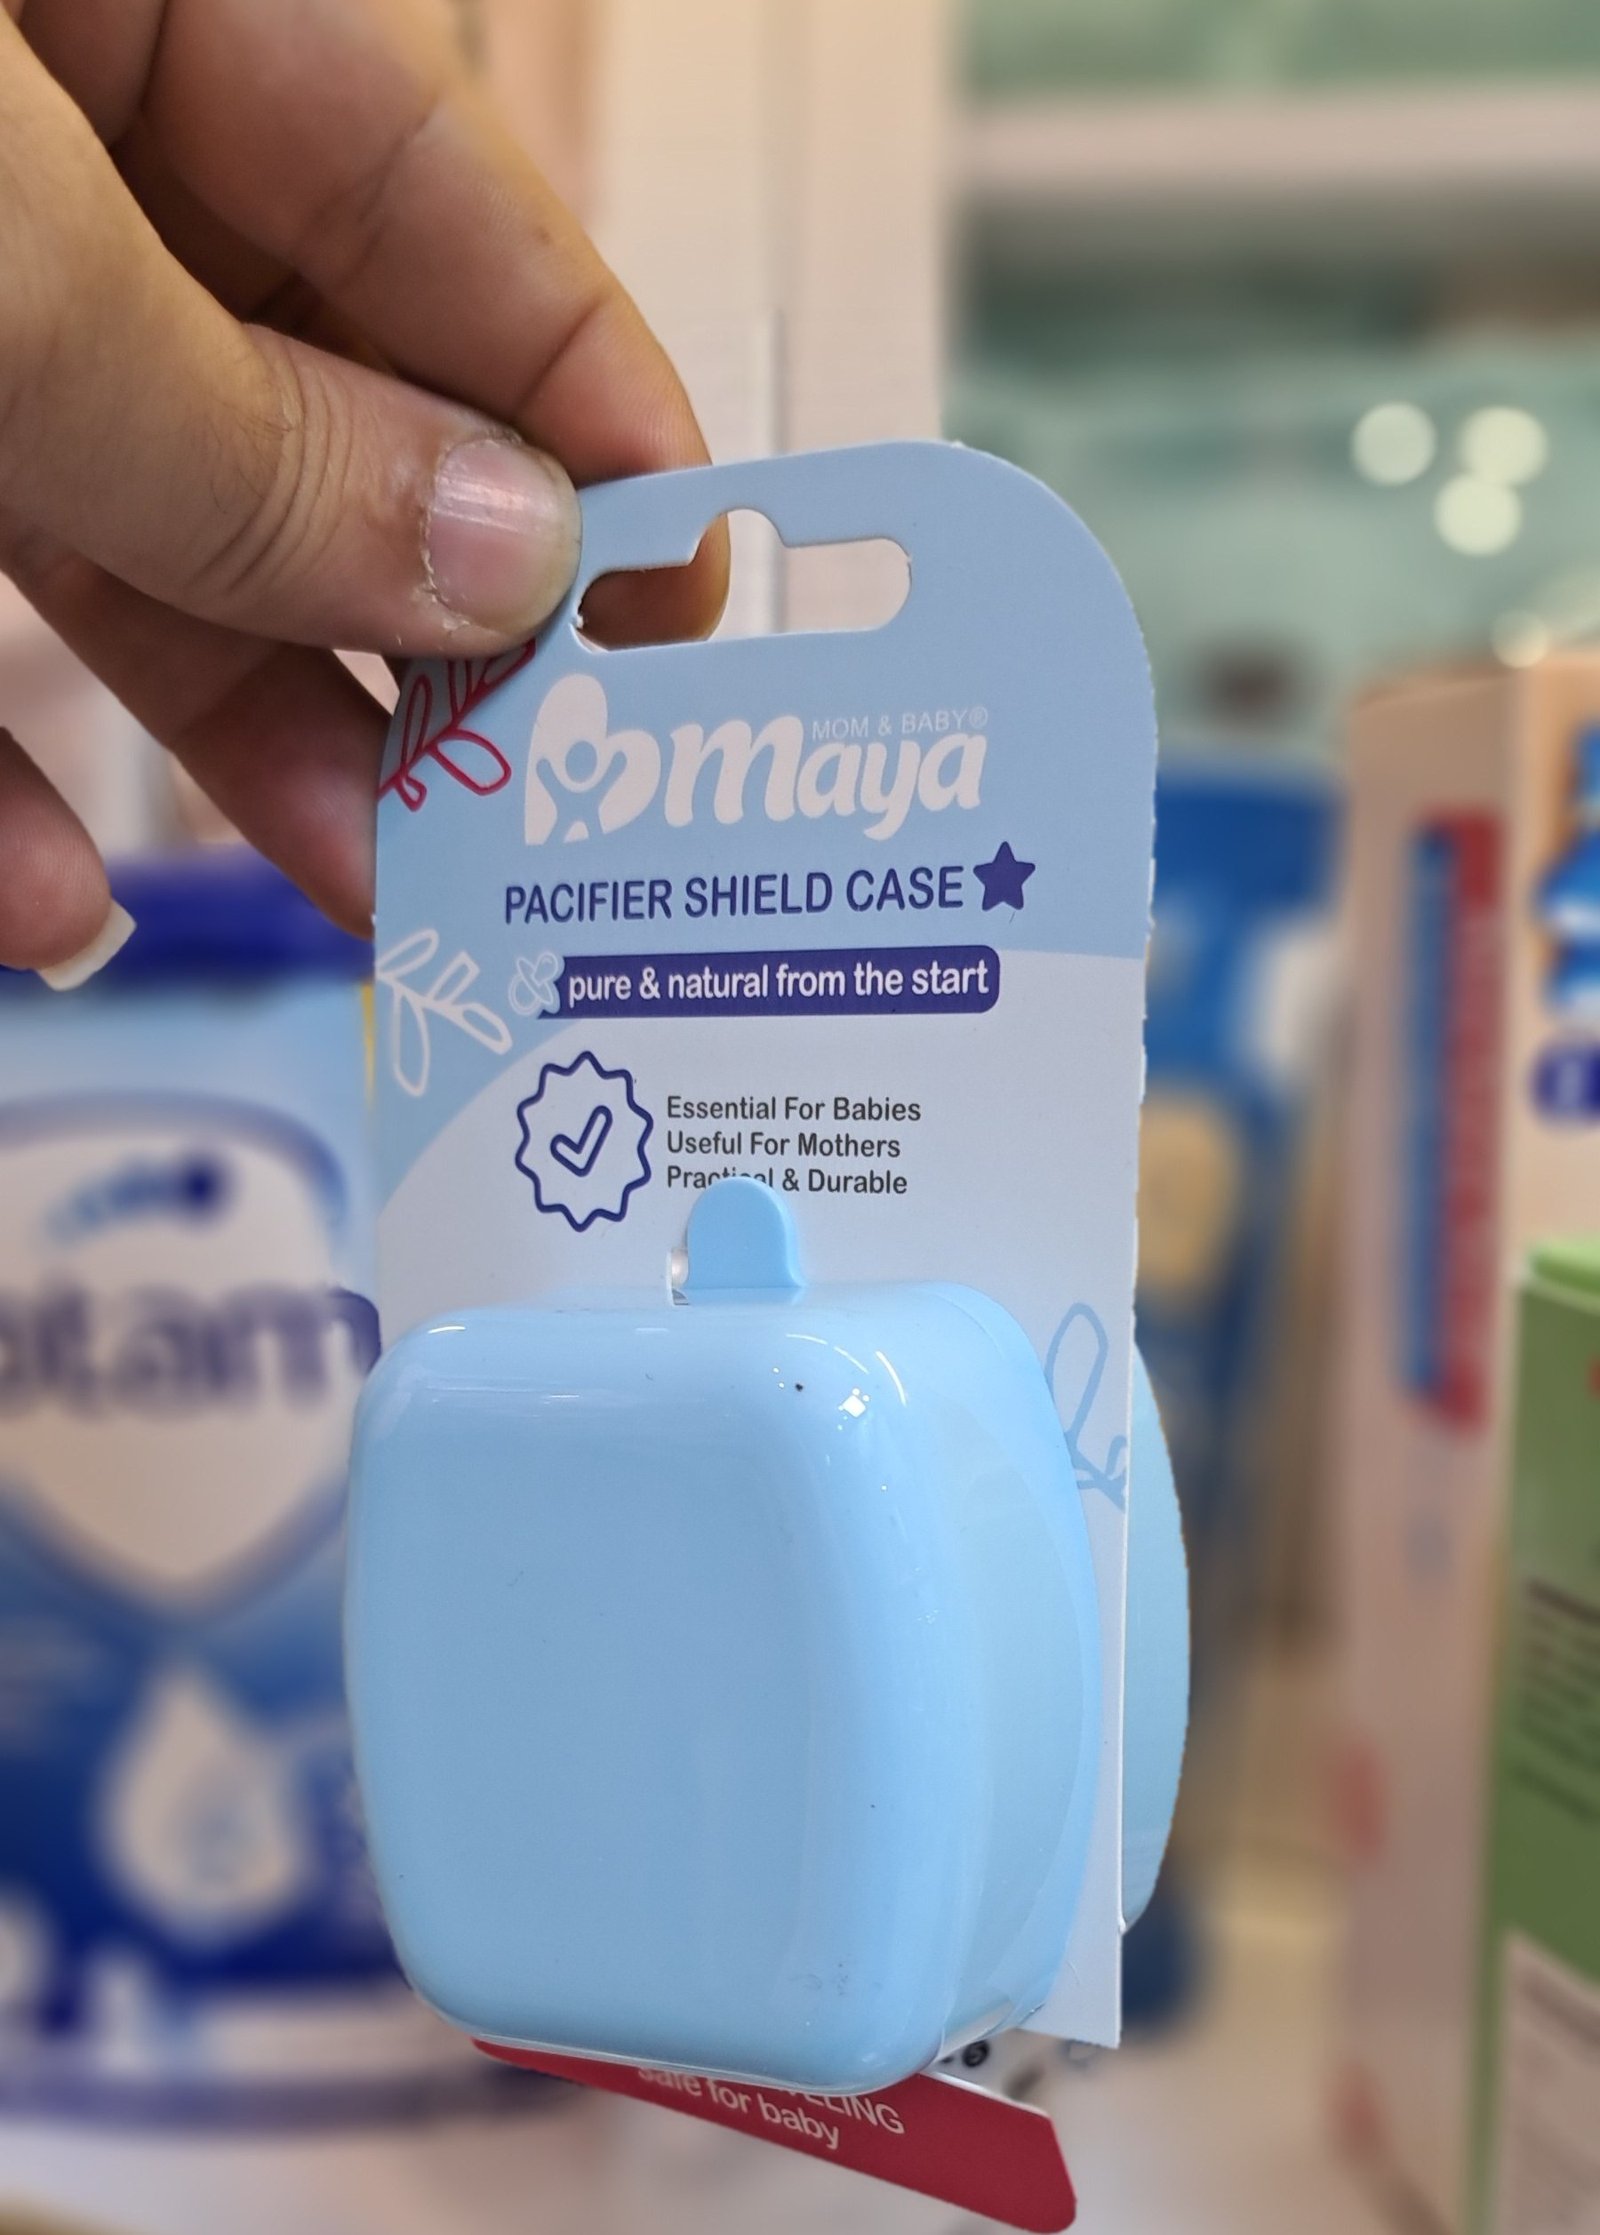 MOM & BABY®
maya
PACIFIER SHIELD CASE
pure & natural from the start
Essential For Babies
Useful For Mothers
& Durable
safe for baby